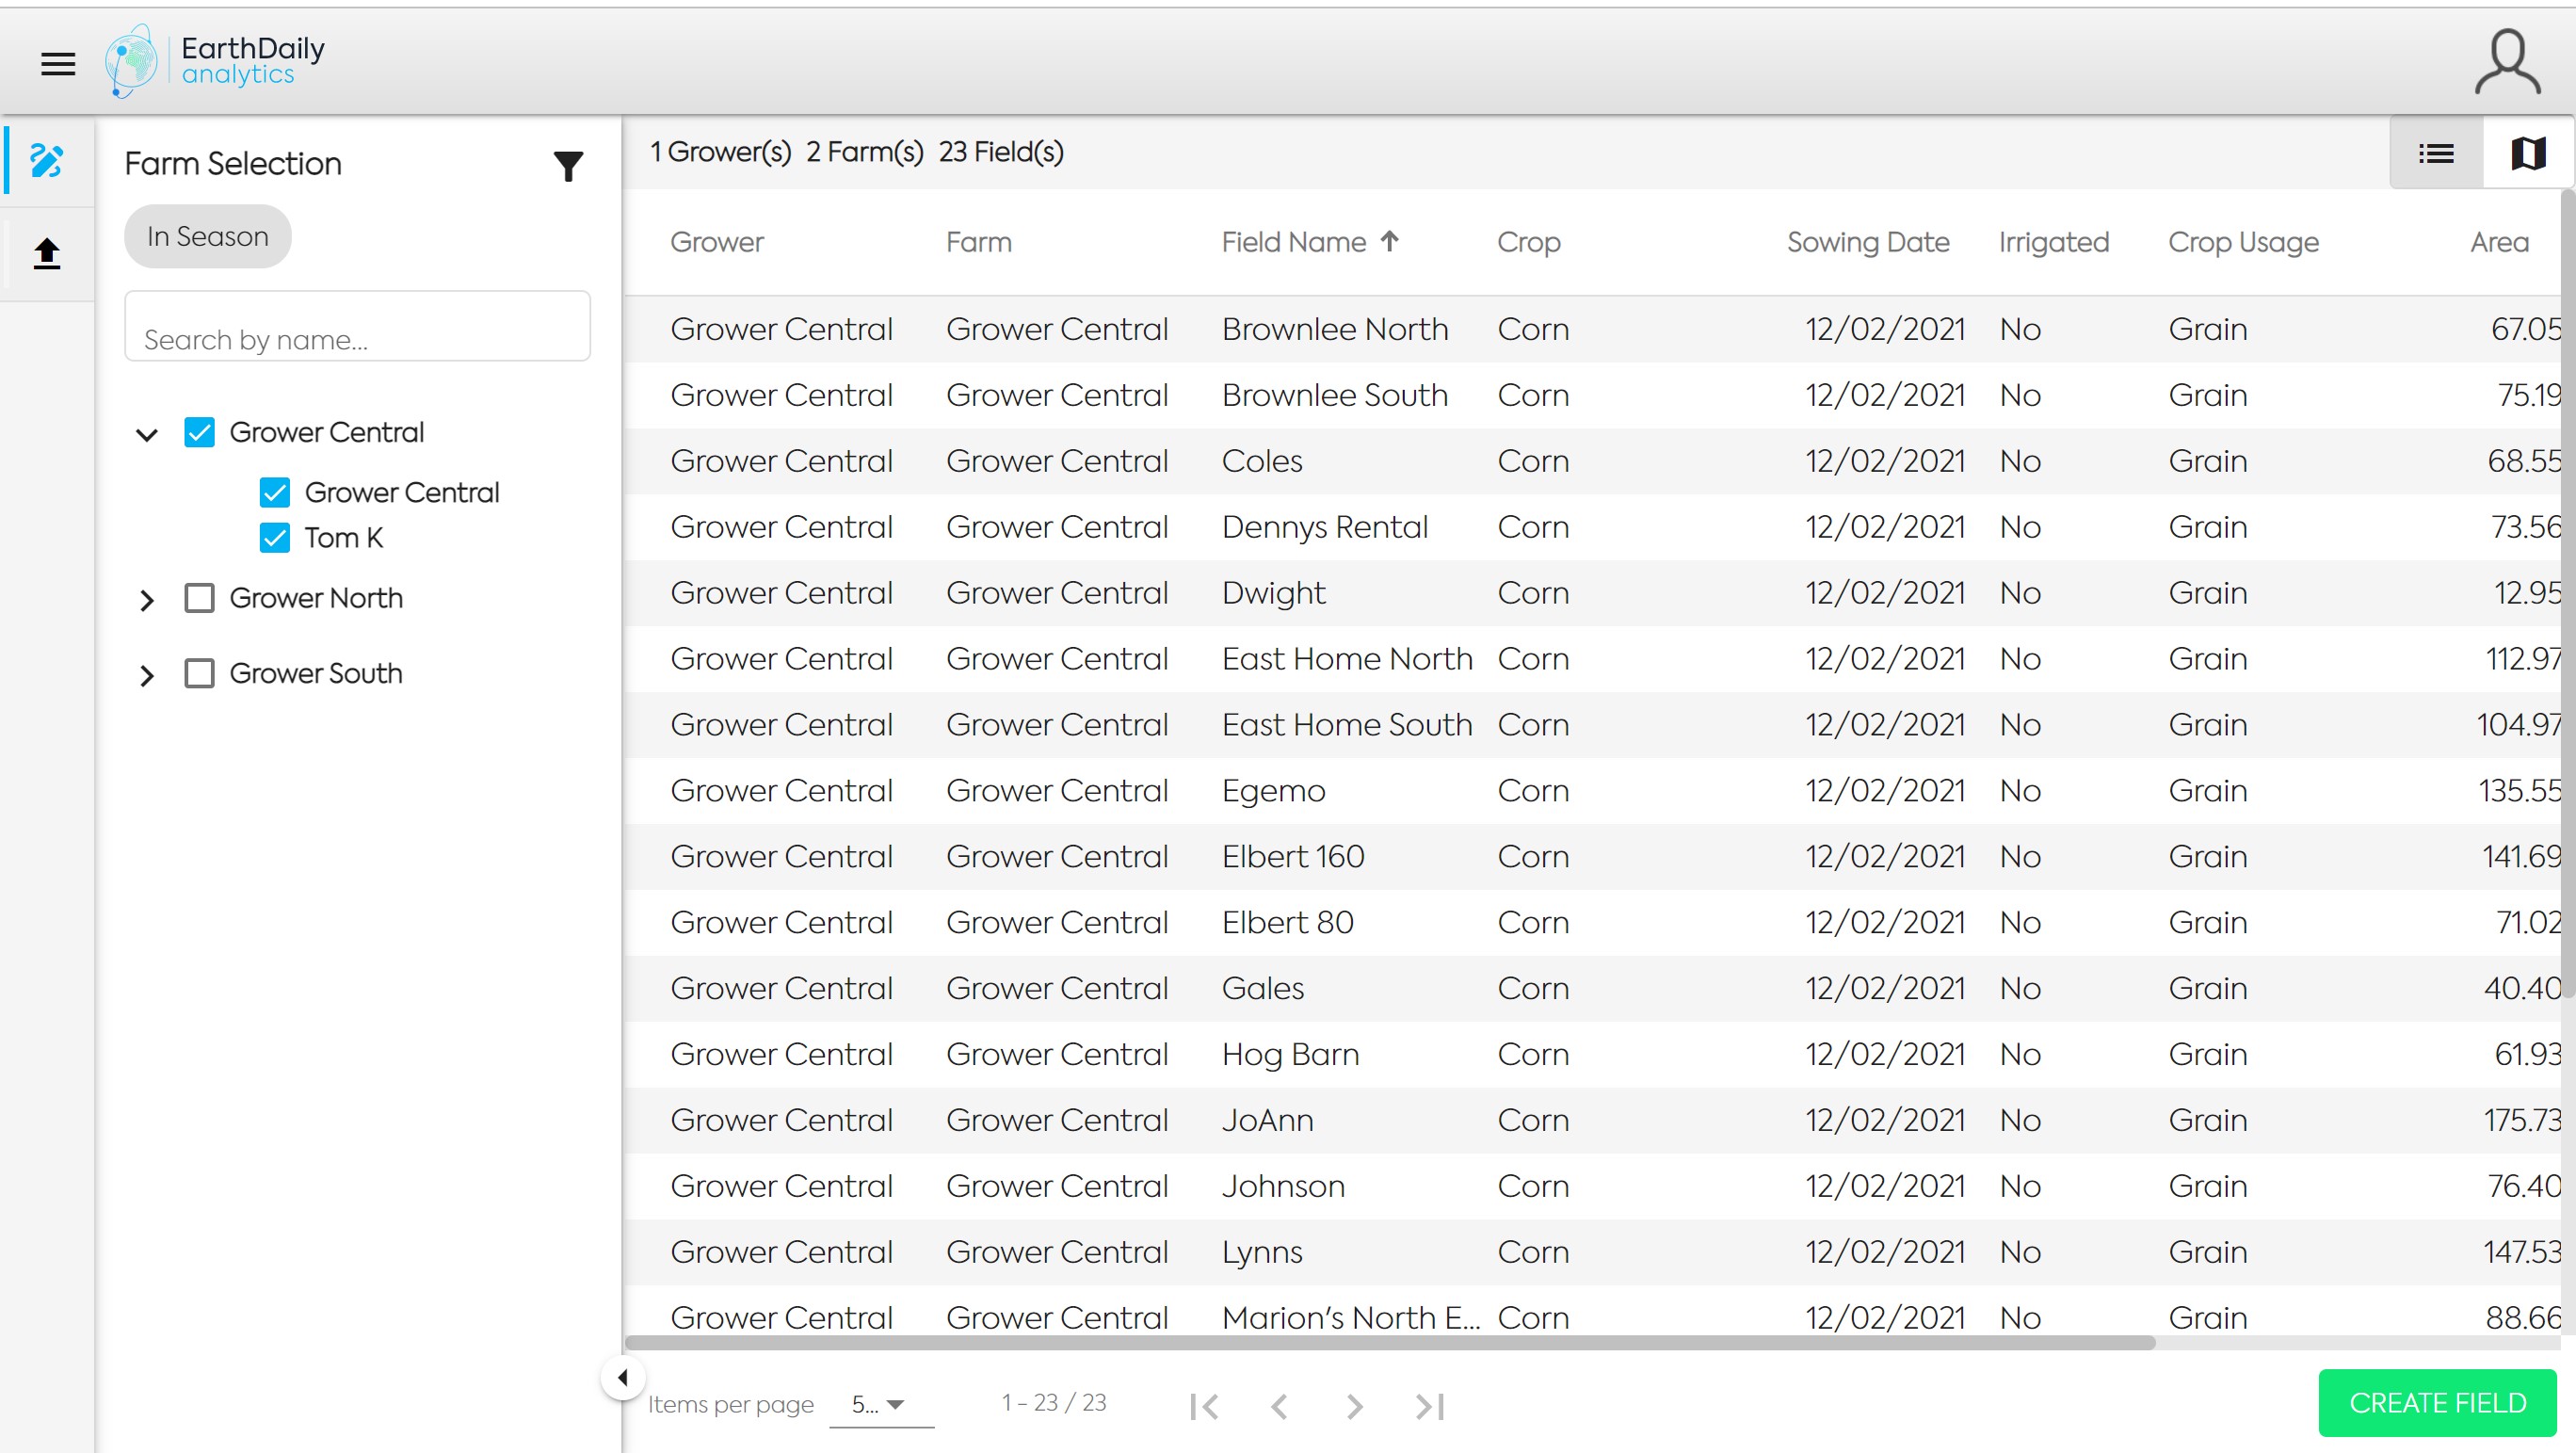 EarthDaily
analytics
Farm Selection
In Season
Search by name...
Grower Central
Grower Central
Tom K
Grower North
Grower South
1 Grower(s) 2 Farm(s) 23 Field(s)
Grower Farm Field Name Crop Sowing Date Irrigated Crop Usage Area
Grower Central Grower Central Brownlee North Corn 12/02/2021 No Grain 67.05
Grower Central Grower Central Brownlee South Corn 12/02/2021 No Grain 75.19
Grower Central Grower Central Coles Corn 12/02/2021 No Grain 68.55
Grower Central Grower Central Dennys Rental Corn 12/02/2021 No Grain 73.56
Grower Central Grower Central Dwight Corn 12/02/2021 No Grain 12.95
Grower Central Grower Central East Home North Corn 12/02/2021 No Grain 112.97
Grower Central Grower Central East Home South Corn 12/02/2021 No Grain 104.97
Grower Central Grower Central Egemo Corn 12/02/2021 No Grain 135.55
Grower Central Grower Central Elbert 160 Corn 12/02/2021 No Grain 141.69
Grower Central Grower Central Elbert 80 Corn 12/02/2021 No Grain 71.02
Grower Central Grower Central Gales Corn 12/02/2021 No Grain 40.40
Grower Central Grower Central Hog Barn Corn 12/02/2021 No Grain 61.93
Grower Central Grower Central JoAnn Corn 12/02/2021 No Grain 175.73
Grower Central Grower Central Johnson Corn 12/02/2021 No Grain 76.40
Grower Central Grower Central Lynns Corn 12/02/2021 No Grain 147.53
Grower Central Grower Central Marion's North E... Corn 12/02/2021 No Grain 88.66
Items per page 5... 1 - 23 / 23
CREATE FIELD